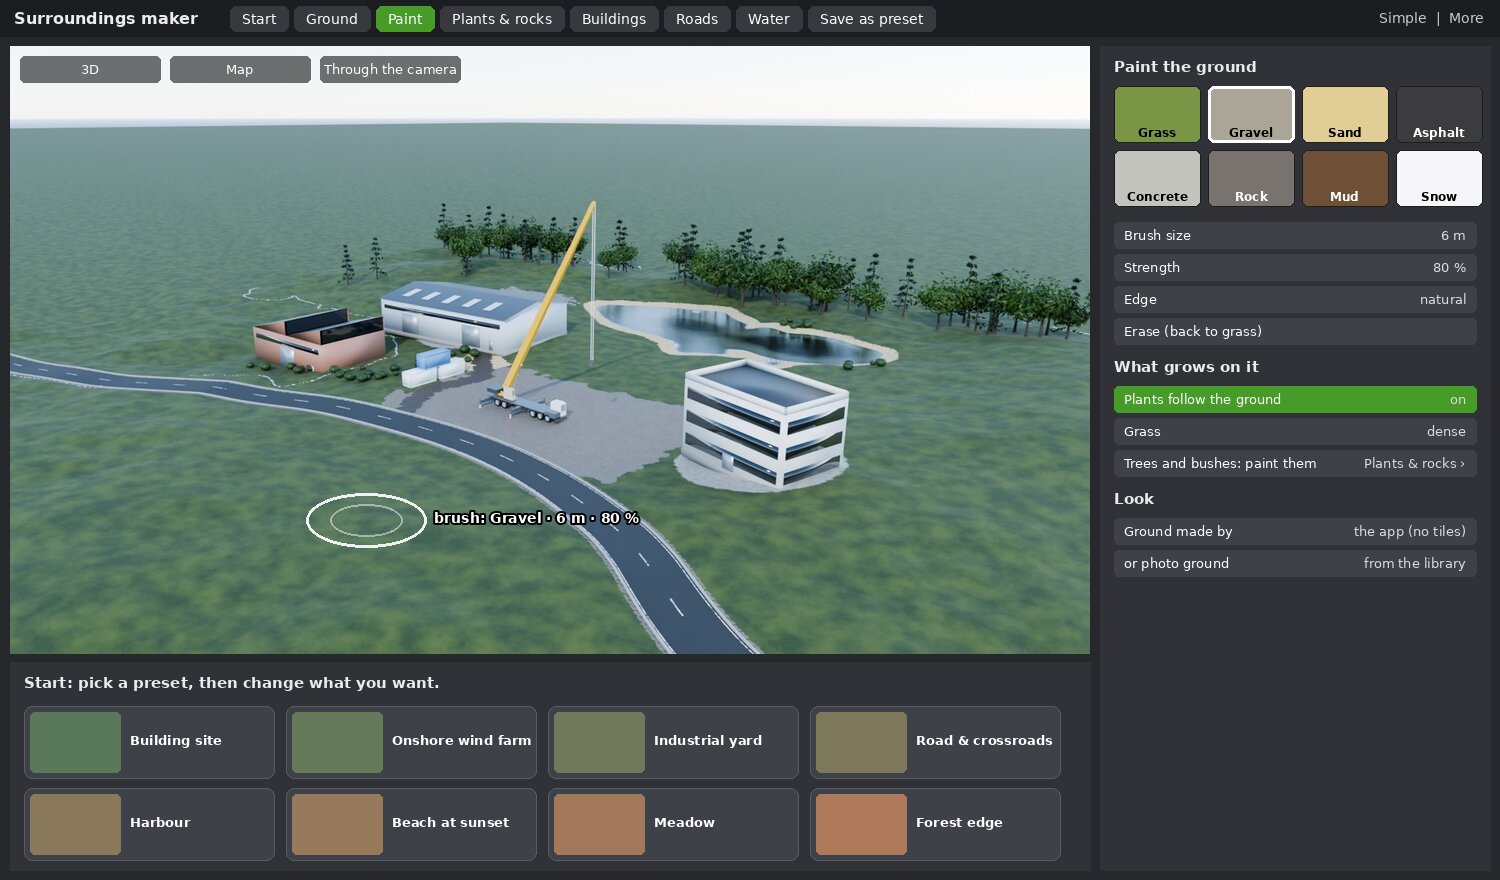 Surroundings maker
Start
Ground
Paint
Plants & rocks
Buildings
Roads
Water
Save as preset
Simple | More
3D
Map
Through the camera
brush: Gravel · 6 m · 80 %
Paint the ground
Grass
Gravel
Sand
Asphalt
Concrete
Rock
Mud
Snow
Brush size 6 m
Strength 80 %
Edge natural
Erase (back to grass)
What grows on it
Plants follow the ground on
Grass dense
Trees and bushes: paint them Plants & rocks ›
Look
Ground made by the app (no tiles)
or photo ground from the library
Start: pick a preset, then change what you want.
Building site
Onshore wind farm
Industrial yard
Road & crossroads
Harbour
Beach at sunset
Meadow
Forest edge